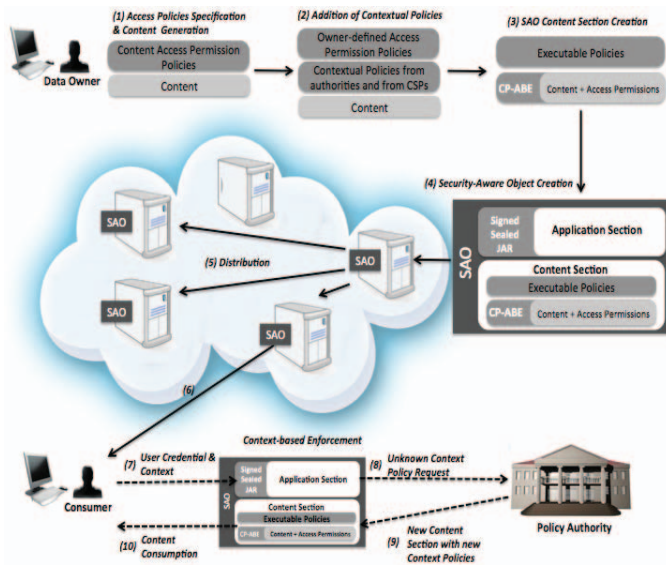 (1) Access Policies Specification
& Content Generation
Content Access Permission
Policies
Content
Data Owner
(2) Addition of Contextual Policies
Owner-defined Access
Permission Policies
Contextual Policies from
authorities and from CSPs
Content
(3) SAO Content Section Creation
Executable Policies
CP-ABE
Content + Access Permissions
(4) Security-Aware Object Creation
SAO
Signed
Sealed
JAR
Application Section
Content Section
Executable Policies
CP-ABE
Content + Access Permissions
SAO
SAO
SAO
SAO
(5) Distribution
(6)
Consumer
(7) User Credential &
Context
Context-based Enforcement
SAO
Signed
Sealed
JAR
Application Section
Content Section
Executable Policies
CP-ABE
Content + Access Permissions
(8) Unknown Context
Policy Request
Policy Authority
(9) New Content
Section with new
Context Policies
(10) Content
Consumption